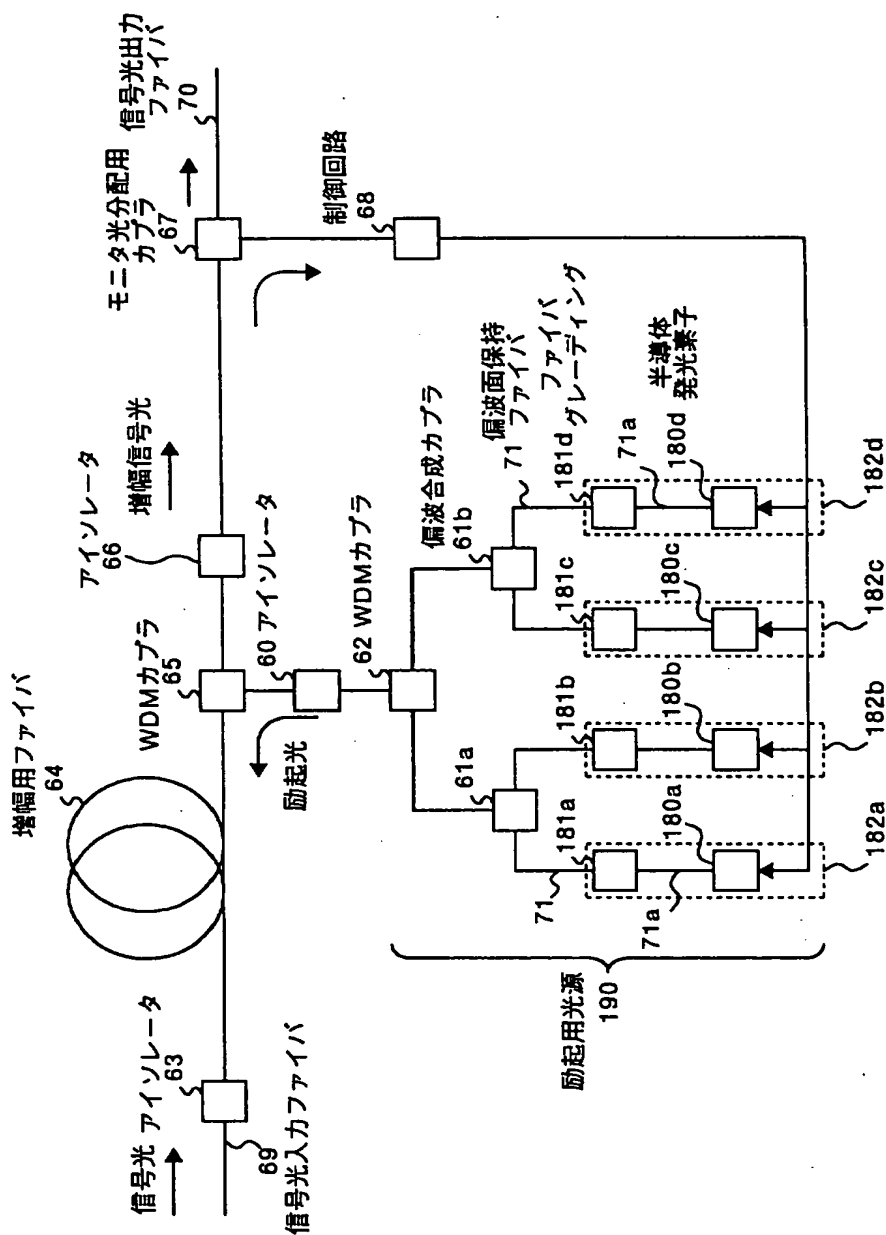 増幅用ファイバ
64
信号光
アイソレータ
63
69
信号光入力ファイバ
WDMカプラ
65
アイソレータ
66
増幅信号光
モニタ光分配用
カプラ
67
信号光出力
ファイバ
70
励起光
60 アイソレータ
62 WDMカプラ
制御回路
68
61a
偏波合成カプラ
61b
偏波面保持
71 ファイバ
ファイバ
グレーディング
71
181a
181b
181c
181d
半導体
発光素子
71a
71a
180a
180b
180c
180d
182a
182b
182c
182d
励起用光源
190